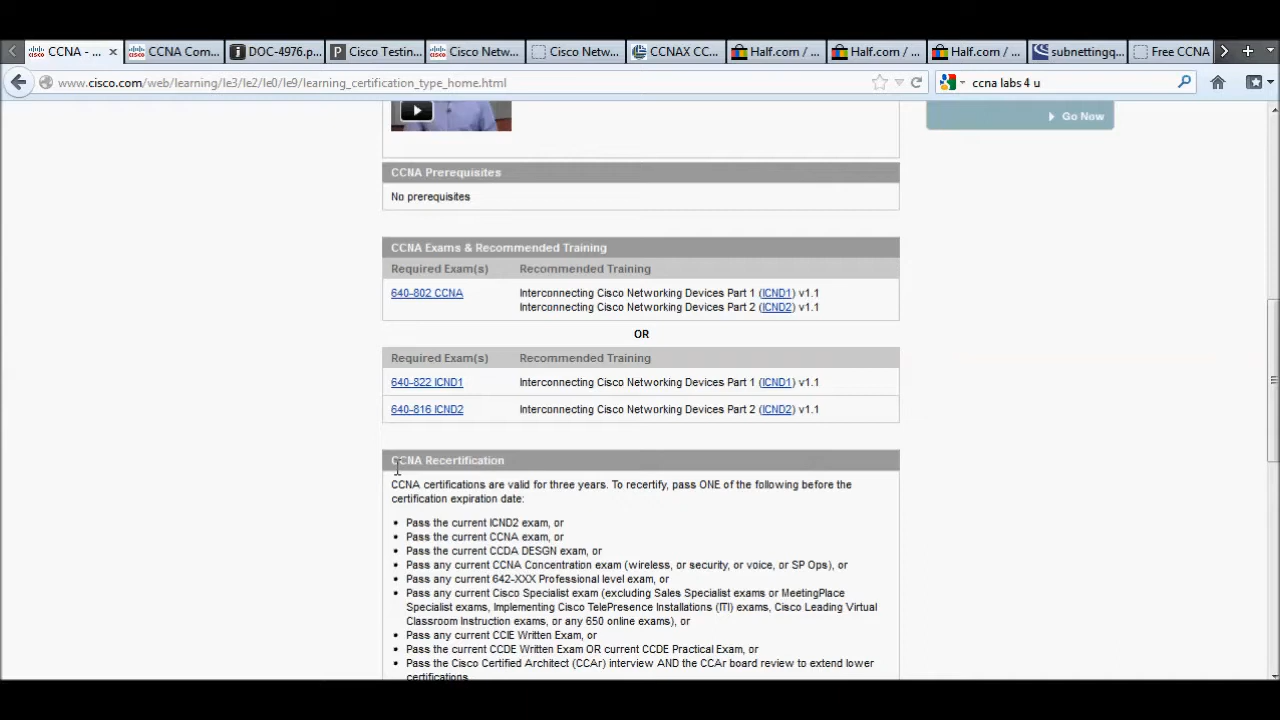 CCNA - ...
CCNA Com...
DOC-4976.p...
Cisco Testin...
Cisco Netw...
Cisco Netw...
CCNAX CC...
Half.com / ...
Half.com / ...
Half.com / ...
subnettingq...
Free CCNA
www.cisco.com/web/learning/le3/le2/le0/le9/learning_certification_type_home.html
ccna labs 4 u
Go Now
CCNA Prerequisites
No prerequisites
CCNA Exams & Recommended Training
Required Exam(s) Recommended Training
640-802 CCNA Interconnecting Cisco Networking Devices Part 1 (ICND1) v1.1
Interconnecting Cisco Networking Devices Part 2 (ICND2) v1.1
OR
Required Exam(s) Recommended Training
640-822 ICND1 Interconnecting Cisco Networking Devices Part 1 (ICND1) v1.1
640-816 ICND2 Interconnecting Cisco Networking Devices Part 2 (ICND2) v1.1
CCNA Recertification
CCNA certifications are valid for three years. To recertify, pass ONE of the following before the
certification expiration date:
• Pass the current ICND2 exam, or
• Pass the current CCNA exam, or
• Pass the current CCDA DESGN exam, or
• Pass any current CCNA Concentration exam (wireless, or security, or voice, or SP Ops), or
• Pass any current 642-XXX Professional level exam, or
• Pass any current Cisco Specialist exam (excluding Sales Specialist exams or MeetingPlace
Specialist exams, Implementing Cisco TelePresence Installations (ITI) exams, Cisco Leading Virtual
Classroom Instruction exams, or any 650 online exams), or
• Pass any current CCIE Written Exam, or
• Pass the current CCDE Written Exam OR current CCDE Practical Exam, or
• Pass the Cisco Certified Architect (CCAr) interview AND the CCAr board review to extend lower
certifications